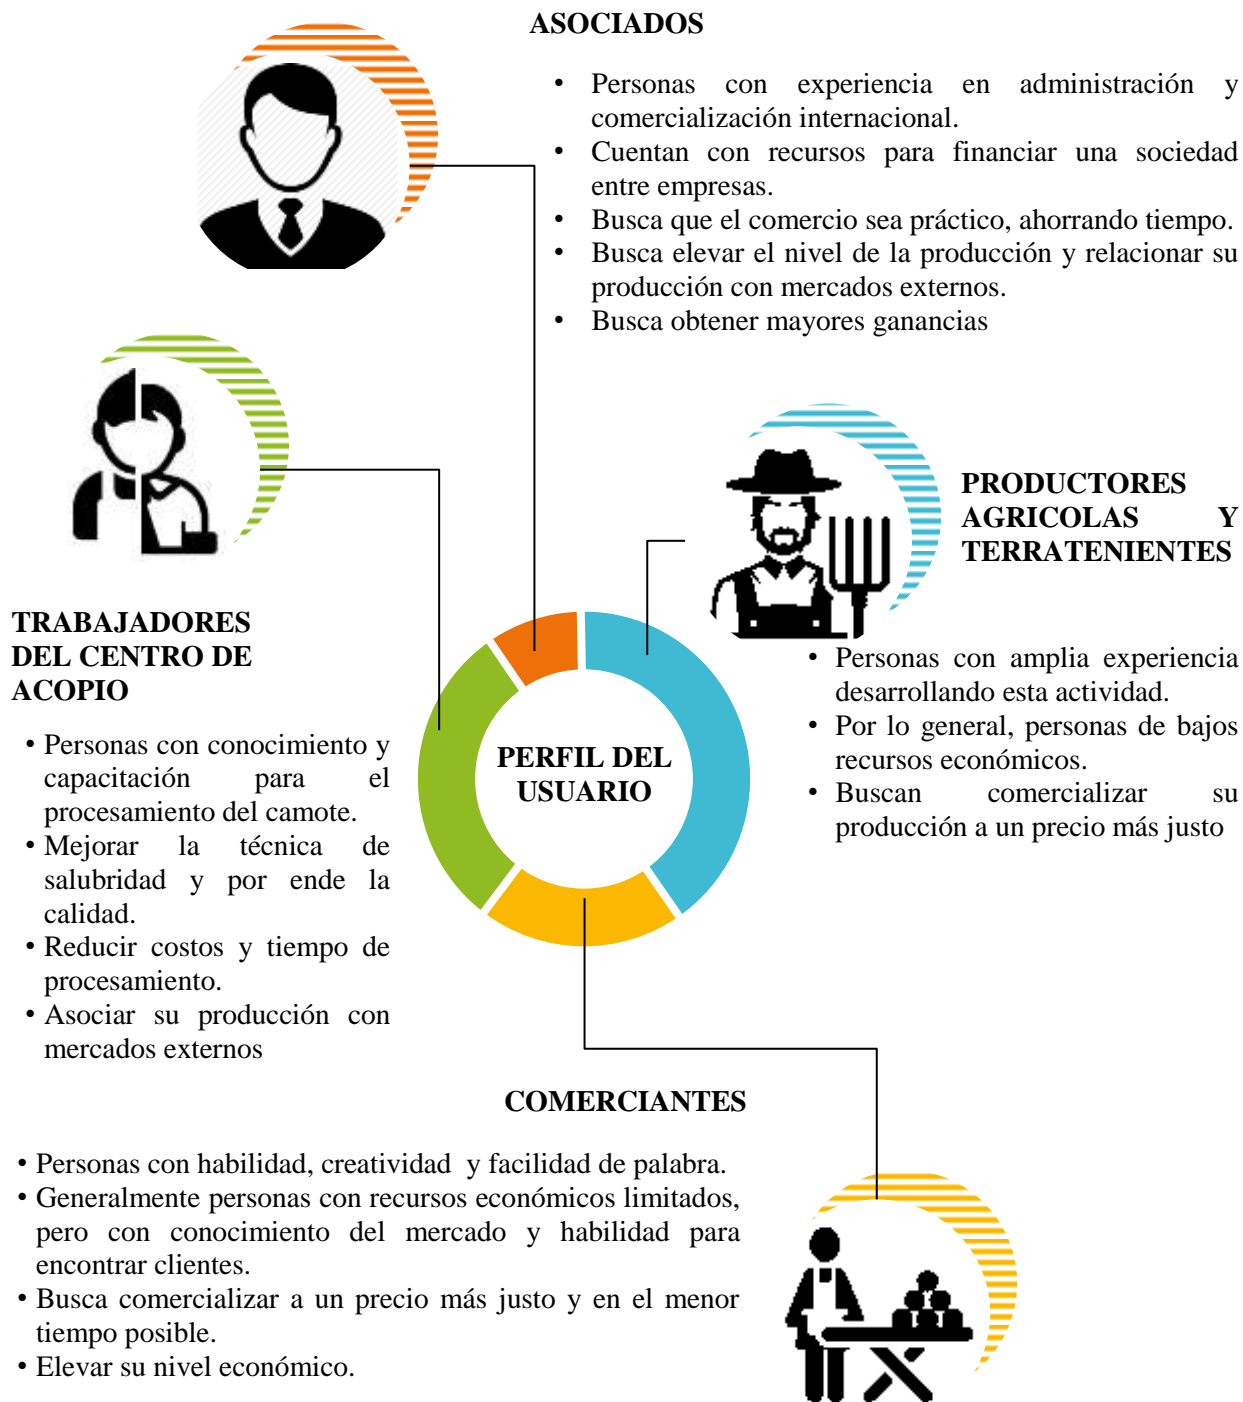 ASOCIADOS
• Personas con experiencia en administración y
comercialización internacional.
• Cuentan con recursos para financiar una sociedad
entre empresas.
• Busca que el comercio sea práctico, ahorrando tiempo.
• Busca elevar el nivel de la producción y relacionar su
producción con mercados externos.
• Busca obtener mayores ganancias
PRODUCTORES
AGRICOLAS Y
TERRATENIENTES
• Personas con amplia experiencia
desarrollando esta actividad.
• Por lo general, personas de bajos
recursos económicos.
• Buscan comercializar su
producción a un precio más justo
TRABAJADORES
DEL CENTRO DE
ACOPIO
• Personas con conocimiento y
capacitación para el
procesamiento del camote.
• Mejorar la técnica de
salubridad y por ende la
calidad.
• Reducir costos y tiempo de
procesamiento.
• Asociar su producción con
mercados externos
PERFIL DEL
USUARIO
COMERCIANTES
• Personas con habilidad, creatividad y facilidad de palabra.
• Generalmente personas con recursos económicos limitados,
pero con conocimiento del mercado y habilidad para
encontrar clientes.
• Busca comercializar a un precio más justo y en el menor
tiempo posible.
• Elevar su nivel económico.